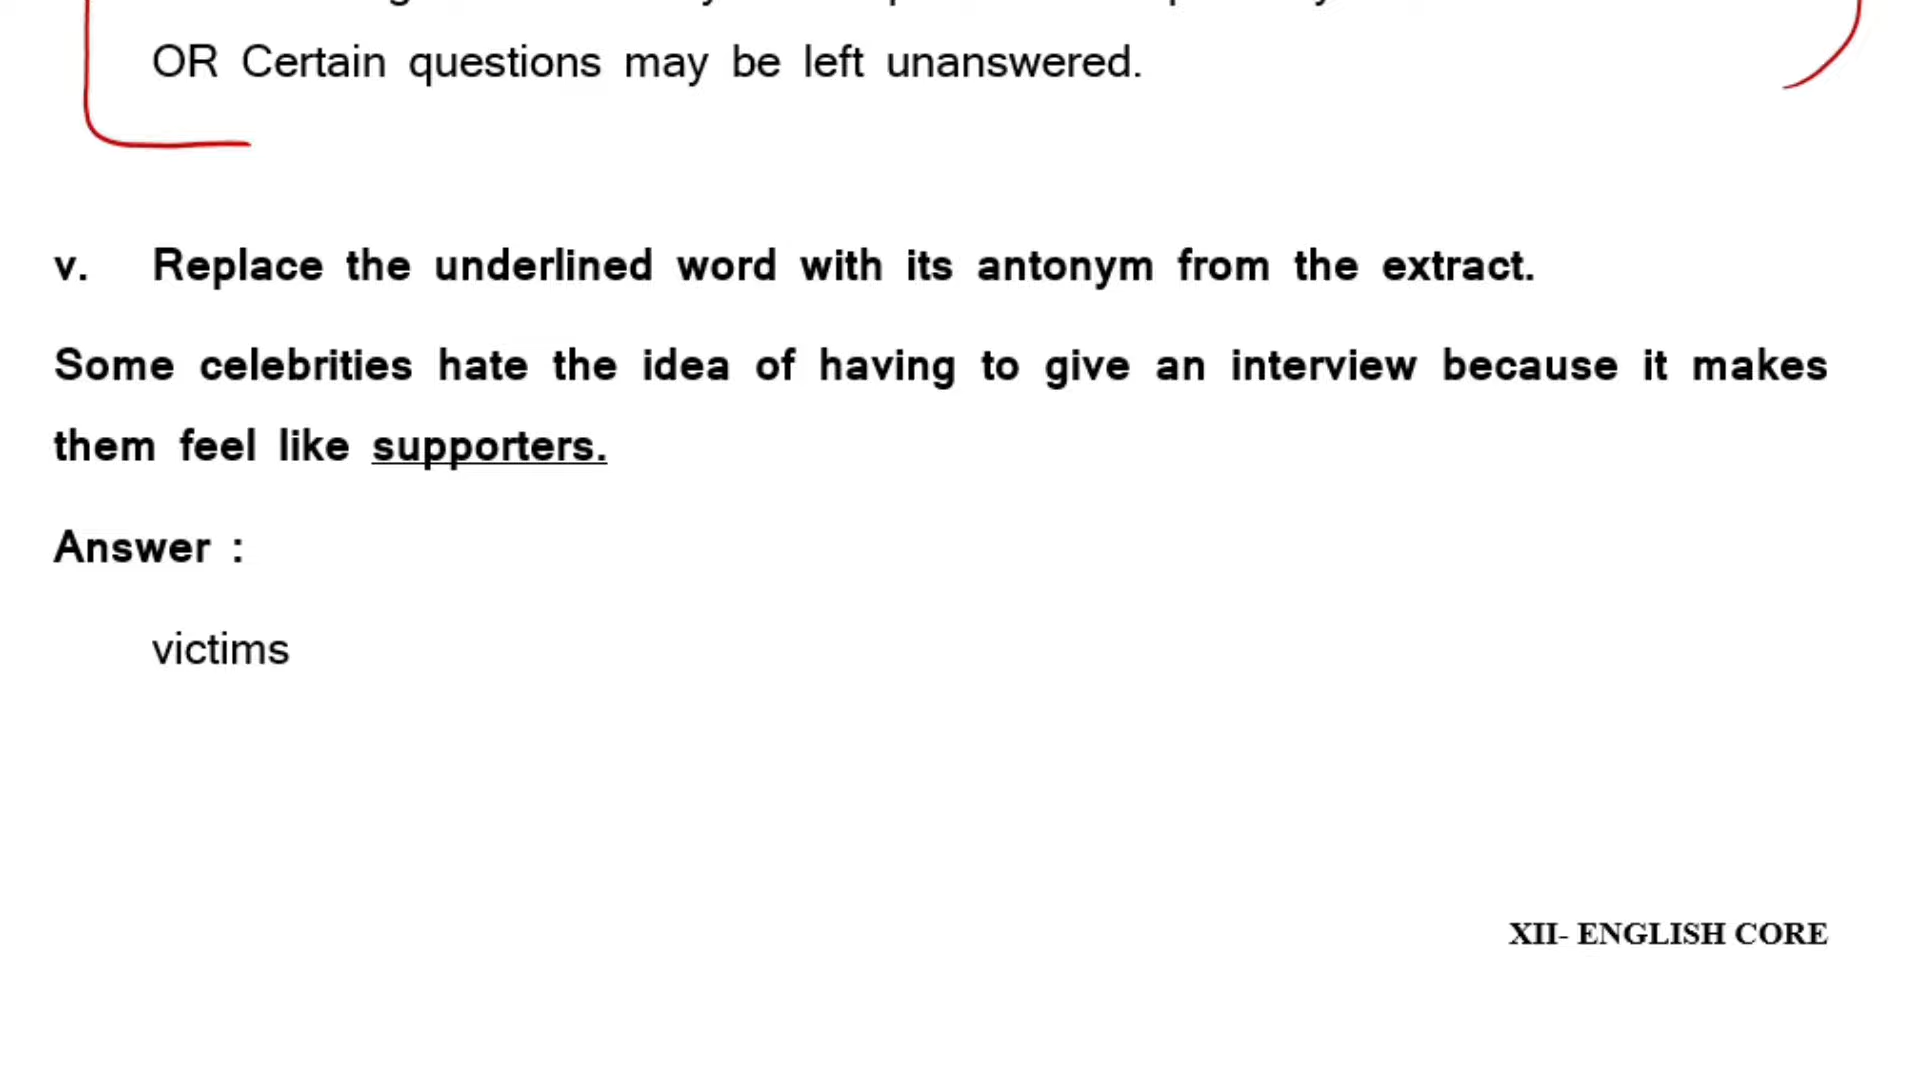 OR Certain questions may be left unanswered.
v. Replace the underlined word with its antonym from the extract.
Some celebrities hate the idea of having to give an interview because it makes
them feel like supporters.
Answer :
victims
XII- ENGLISH CORE